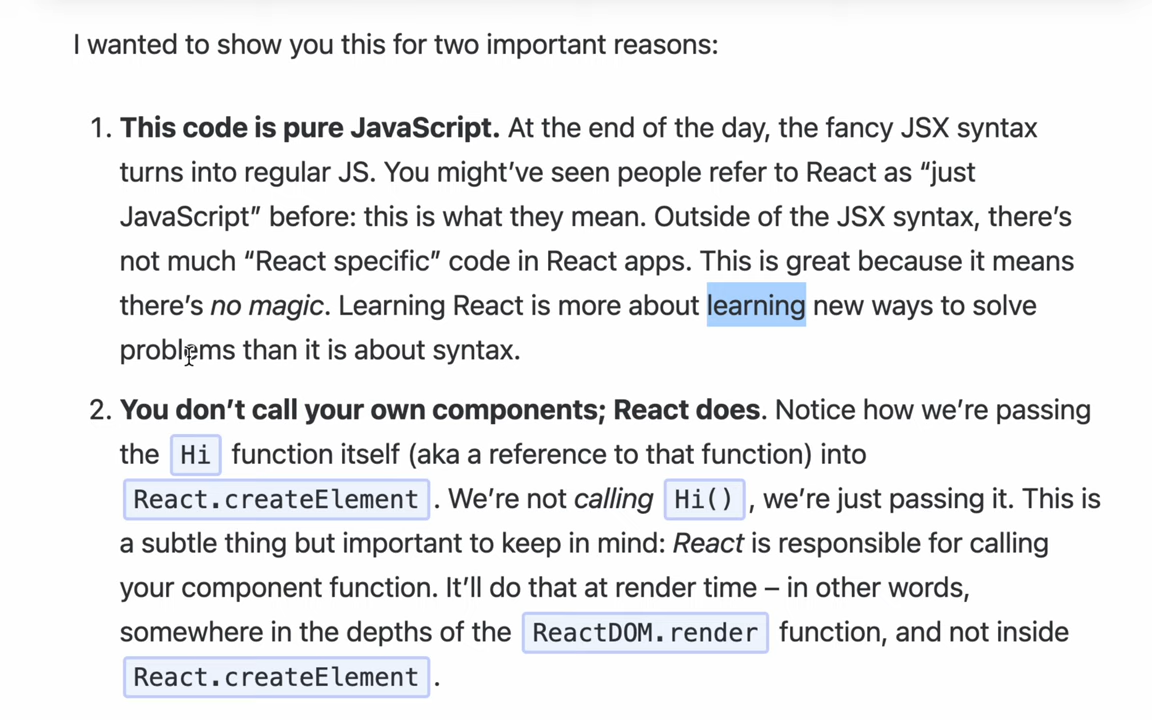 I wanted to show you this for two important reasons:
1. This code is pure JavaScript. At the end of the day, the fancy JSX syntax
turns into regular JS. You might’ve seen people refer to React as “just
JavaScript” before: this is what they mean. Outside of the JSX syntax, there’s
not much “React specific” code in React apps. This is great because it means
there’s no magic. Learning React is more about learning new ways to solve
problems than it is about syntax.
2. You don’t call your own components; React does. Notice how we’re passing
the Hi function itself (aka a reference to that function) into
React.createElement. We’re not calling Hi(), we’re just passing it. This is
a subtle thing but important to keep in mind: React is responsible for calling
your component function. It’ll do that at render time – in other words,
somewhere in the depths of the ReactDOM.render function, and not inside
React.createElement.